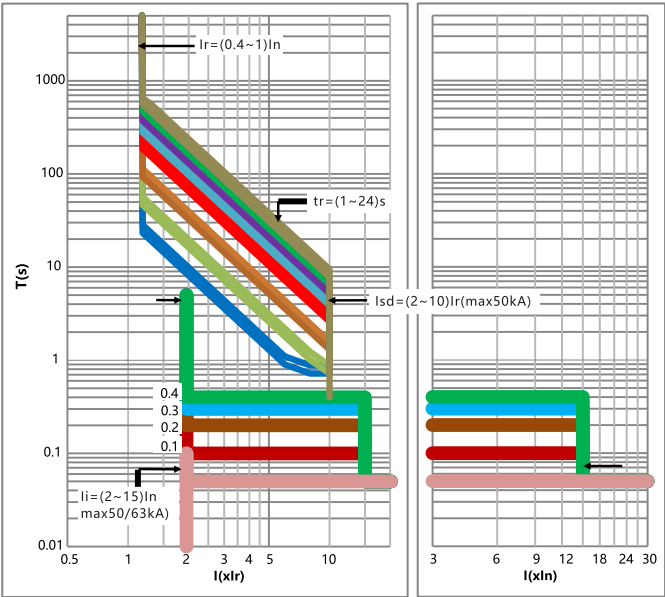 Ir=(0.4~1)In
1000
100
tr=(1~24)s
10
T(s)
Isd=(2~10)Ir(max50kA)
1
0.4
0.3
0.2
0.1
0.1
Ii=(2~15)In
max50/63kA)
0.01
0.5 1 2 3 4 5 10
I(xIr)
3 6 9 12 18 24 30
I(xIn)